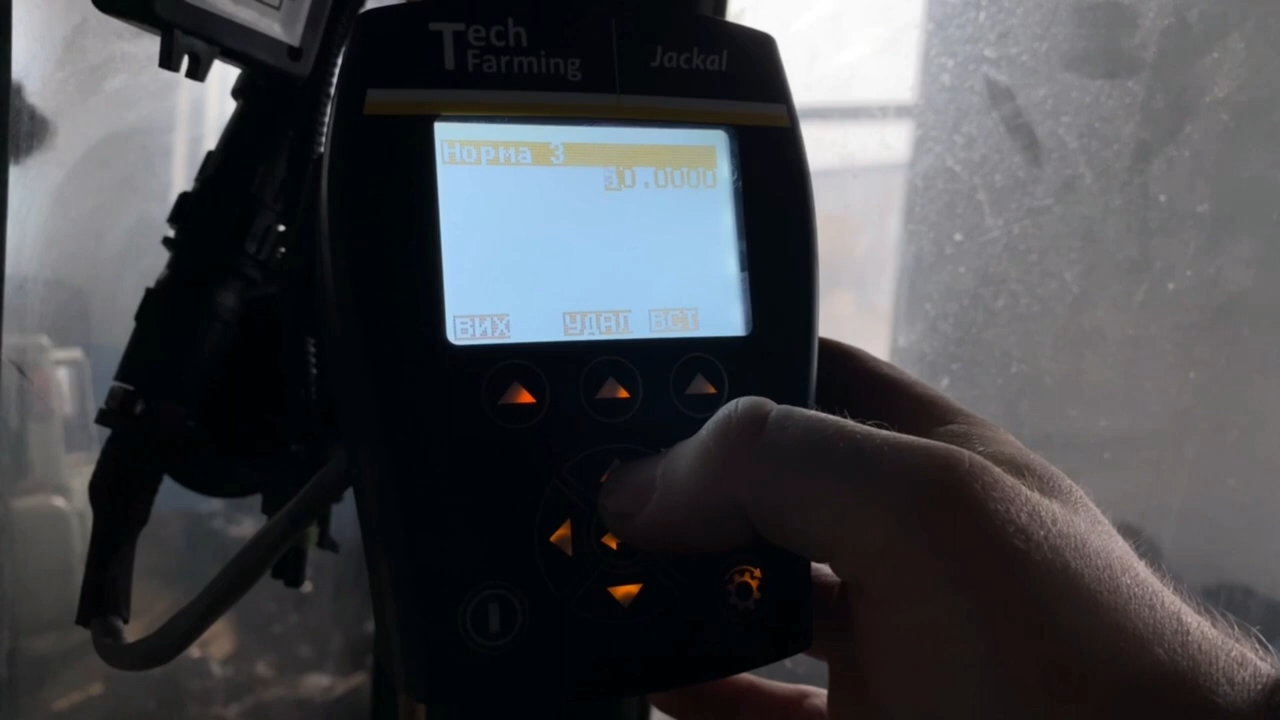 Tech Farming
Jackal
Норма 3
0.0000
ВИХ УДАЛ ВСТ